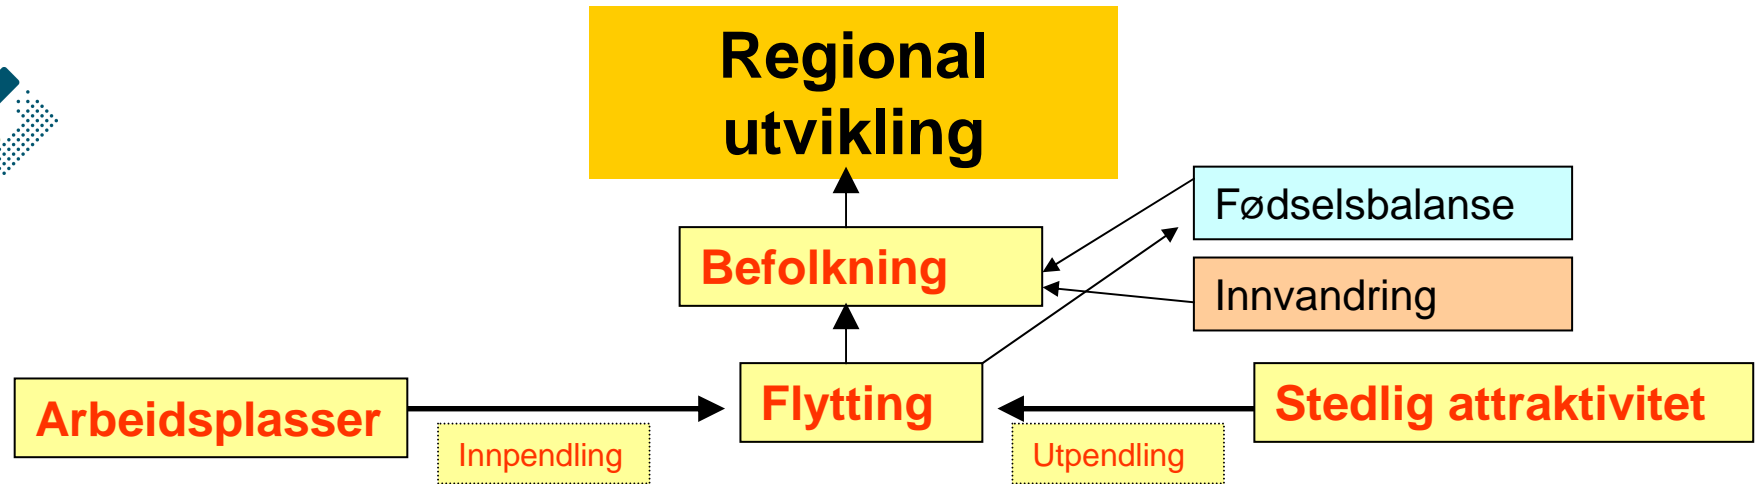 Regional
utvikling
Fødselsbalanse
Befolkning
Innvandring
Arbeidsplasser
Flytting
Stedlig attraktivitet
Innpendling
Utpendling